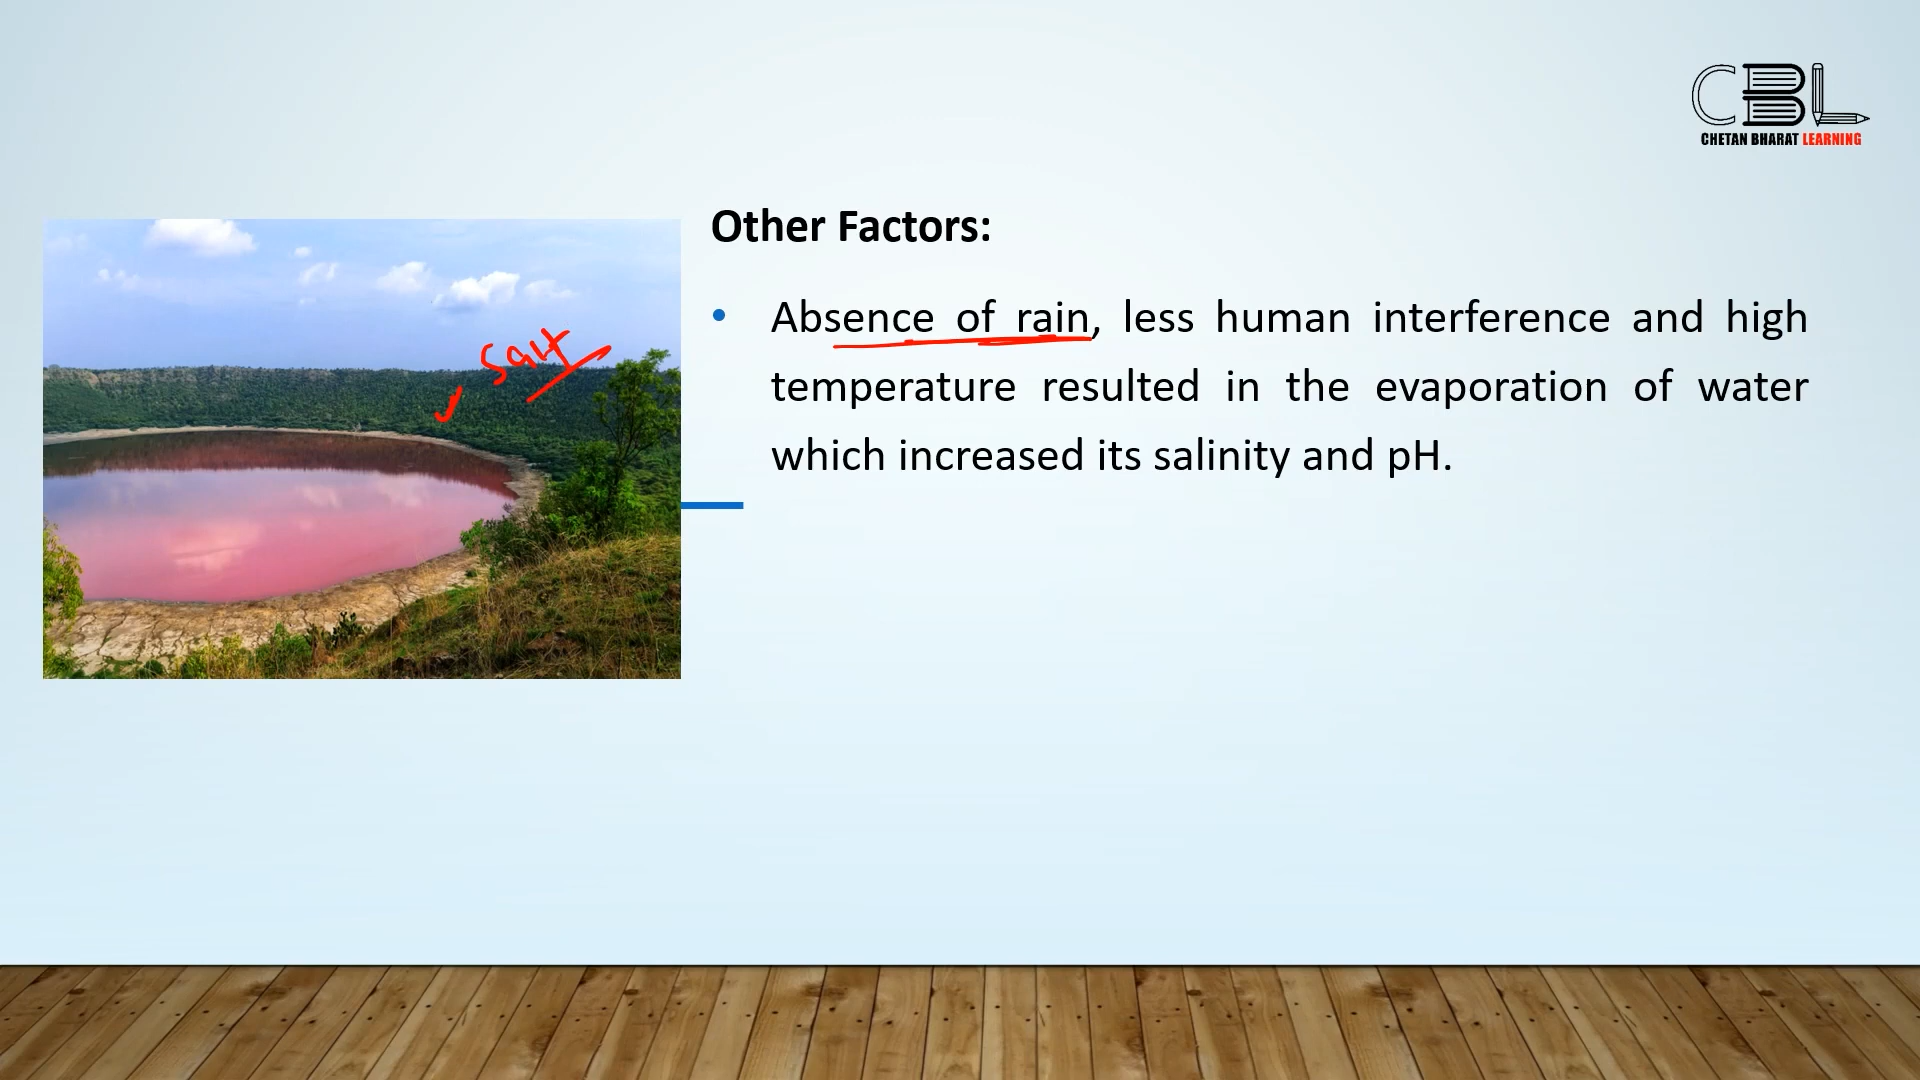 CBL
CHETAN BHARAT LEARNING
Other Factors:
• Absence of rain, less human interference and high
temperature resulted in the evaporation of water
which increased its salinity and pH.
Salt